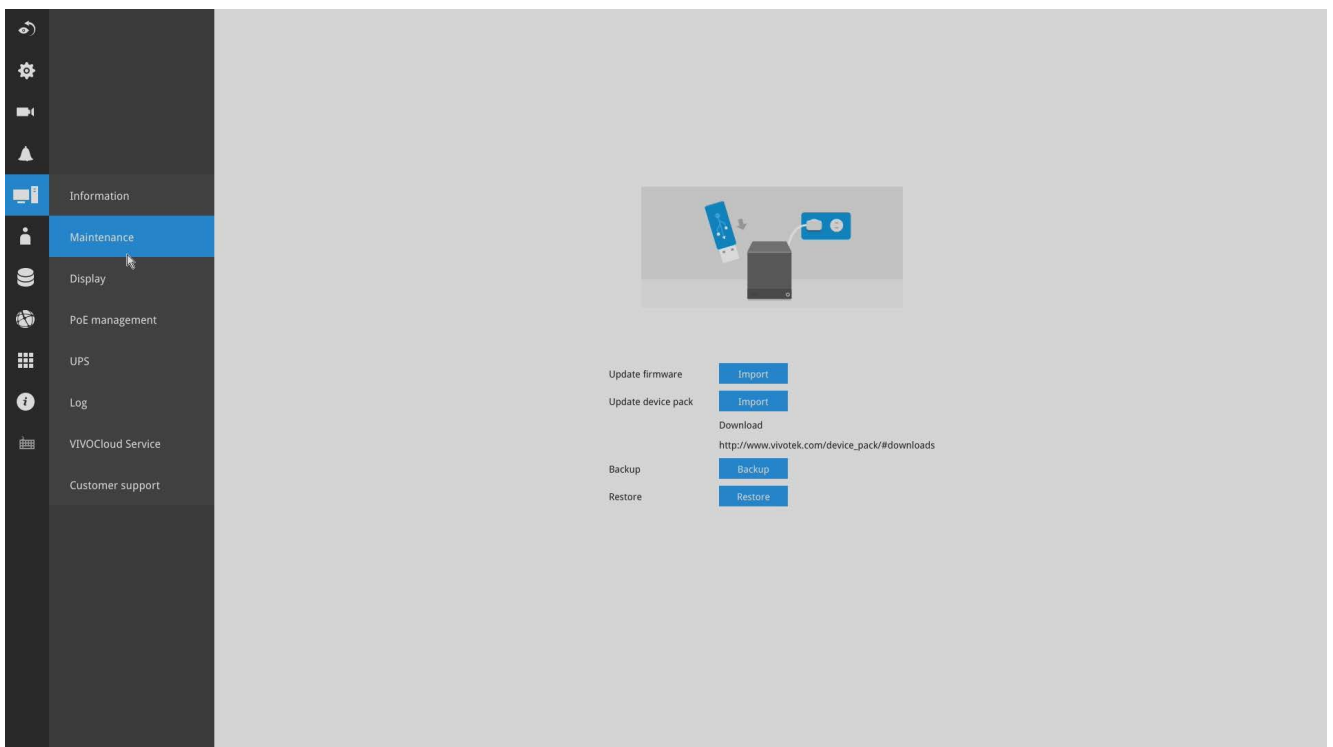 Information
Maintenance
Display
PoE management
UPS
Log
VIVOCloud Service
Customer support
Update firmware Import
Update device pack Import
Download
http://www.vivotek.com/device_pack/#downloads
Backup Backup
Restore Restore